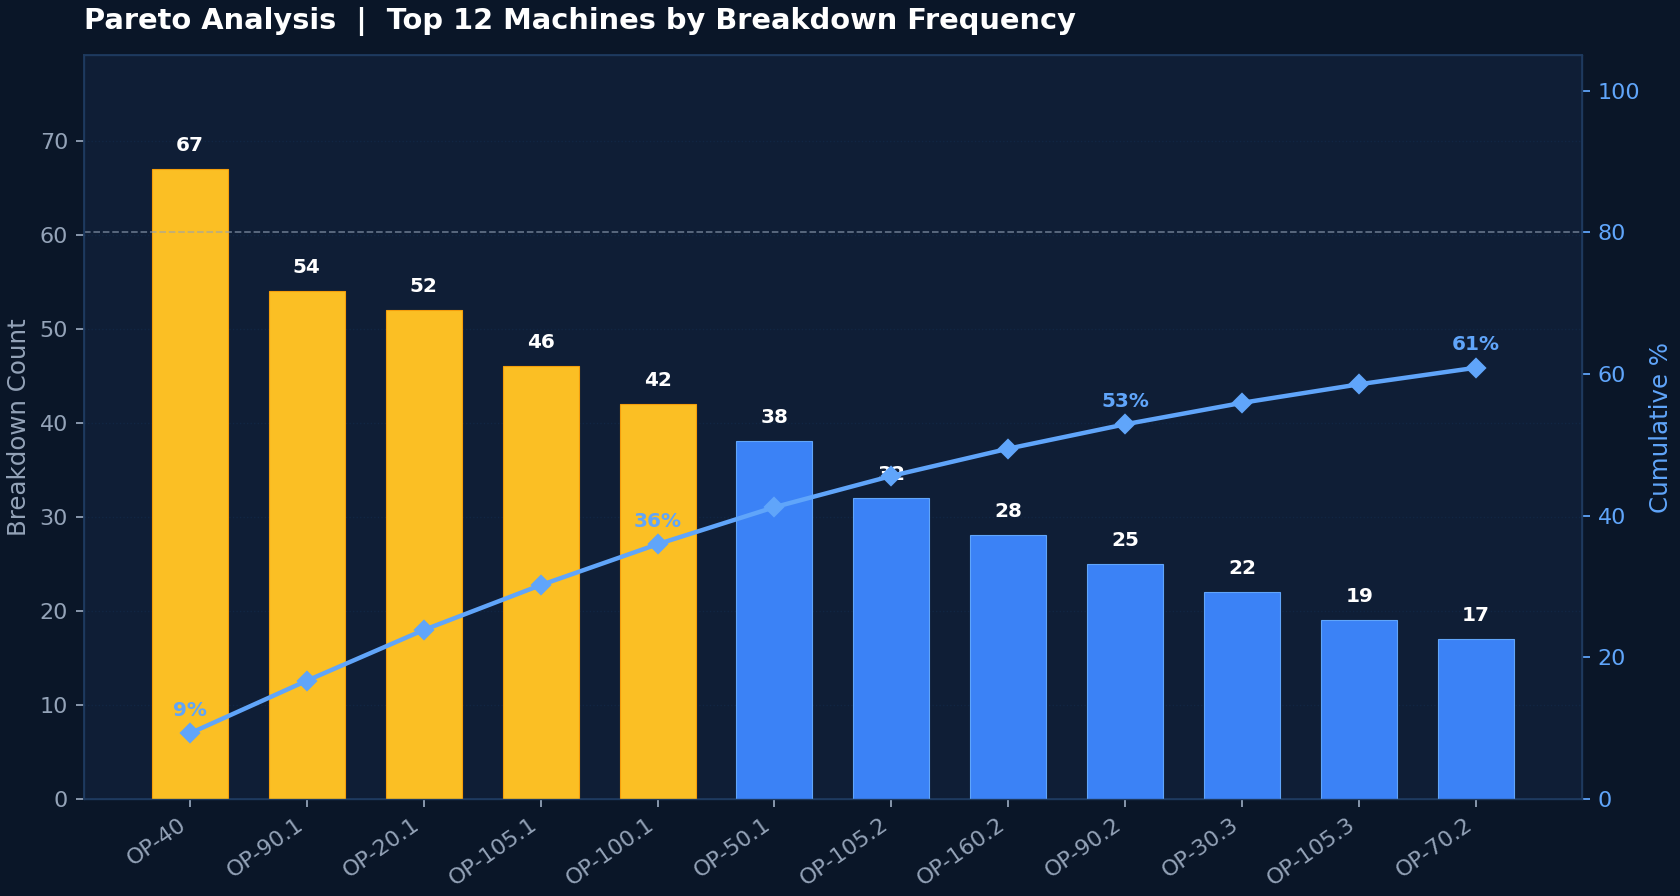 Pareto Analysis  |  Top 12 Machines by Breakdown Frequency
Breakdown Count
70
60
50
40
30
20
10
0
67
54
52
46
42
38
32
28
25
22
19
17
9%
36%
53%
61%
100
80
60
40
20
0
Cumulative %
OP-40
OP-90.1
OP-20.1
OP-105.1
OP-100.1
OP-50.1
OP-105.2
OP-160.2
OP-90.2
OP-30.3
OP-105.3
OP-70.2